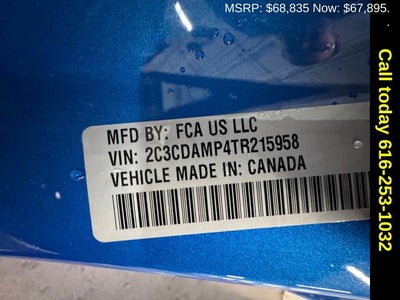 MSRP: $68,835 Now: $67,895.
MFD BY: FCA US LLC
VIN: 2C3CDAMP4TR215958
VEHICLE MADE IN: CANADA
Call today 616-253-1032